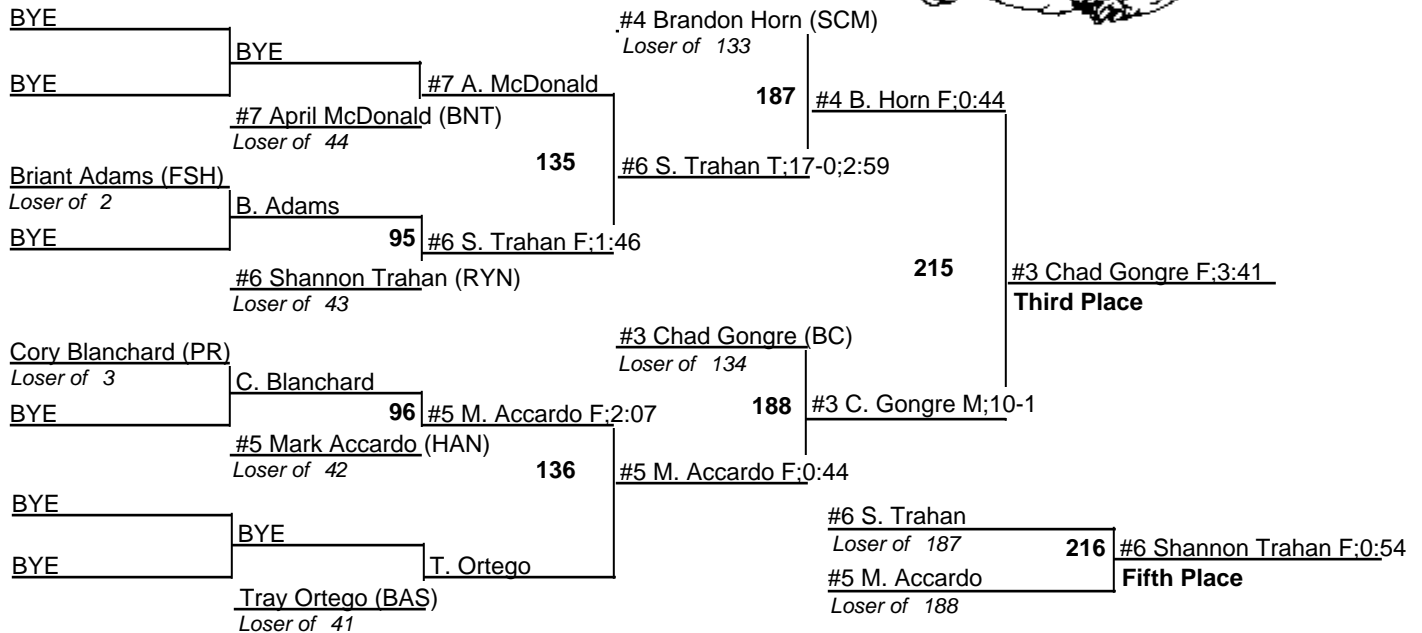 BYE
#4 Brandon Horn (SCM)
Loser of 133
BYE
BYE
#7 A. McDonald
187
#4 B. Horn F;0:44
#7 April McDonald (BNT)
Loser of 44
135
#6 S. Trahan T;17-0;2:59
Briant Adams (FSH)
Loser of 2
B. Adams
BYE
95
#6 S. Trahan F;1:46
#6 Shannon Trahan (RYN)
Loser of 43
215
#3 Chad Gongre F;3:41
Third Place
Cory Blanchard (PR)
Loser of 3
#3 Chad Gongre (BC)
Loser of 134
C. Blanchard
BYE
96
#5 M. Accardo F;2:07
188
#3 C. Gongre M;10-1
#5 Mark Accardo (HAN)
Loser of 42
136
#5 M. Accardo F;0:44
BYE
BYE
BYE
T. Ortego
Tray Ortego (BAS)
Loser of 41
#6 S. Trahan
Loser of 187
216
#6 Shannon Trahan F;0:54
Fifth Place
#5 M. Accardo
Loser of 188